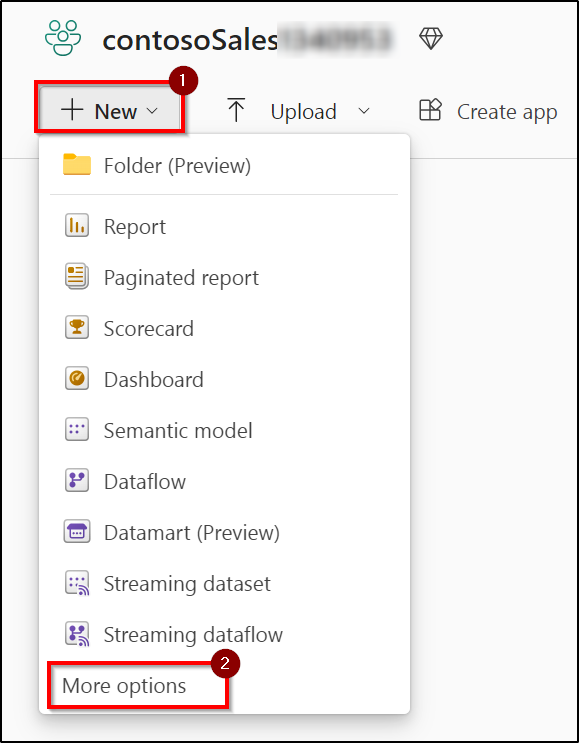 contosoSales
1
New
Upload
Create app
Folder (Preview)
Report
Paginated report
Scorecard
Dashboard
Semantic model
Dataflow
Datamart (Preview)
Streaming dataset
Streaming dataflow
2
More options